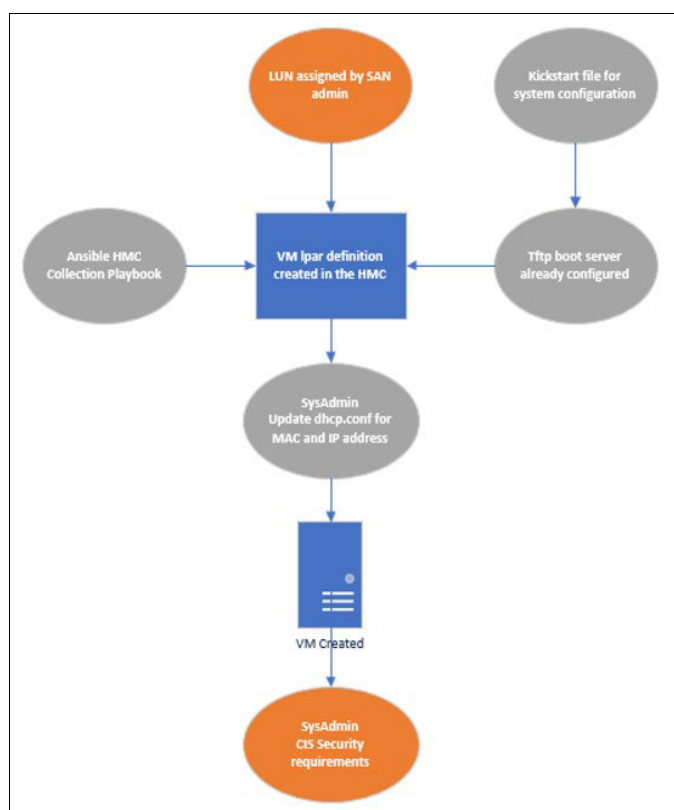 LUN assigned by SAN
admin
Kickstart file for
system configuration
Ansible HMC
Collection Playbook
VM lpar definition
created in the HMC
Tftp boot server
already configured
SysAdmin
Update dhcp.conf for
MAC and IP address
VM Created
SysAdmin
CIS Security
requirements